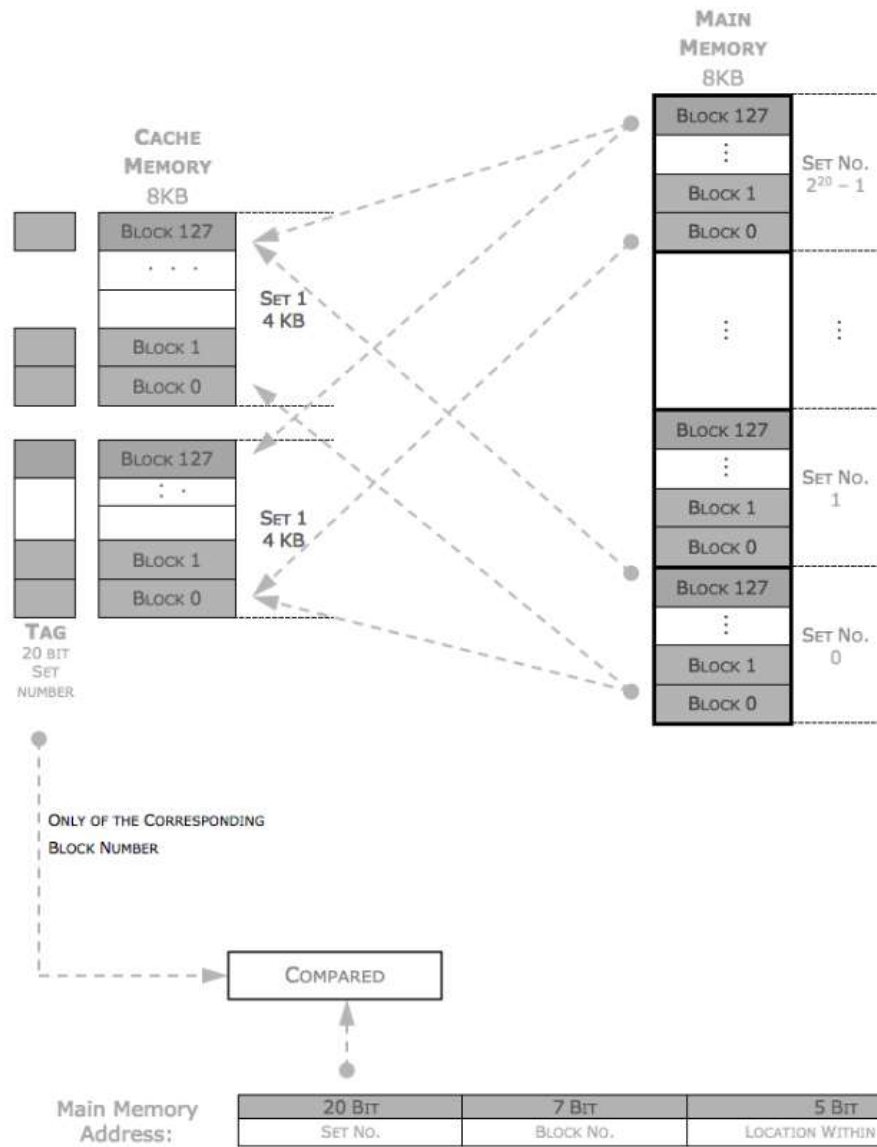 MAIN
MEMORY
8KB
CACHE
MEMORY
8KB
BLOCK 127
. . .
BLOCK 1
BLOCK 0
SET 1
4 KB
BLOCK 127
: .
BLOCK 1
BLOCK 0
SET 1
4 KB
TAG
20 BIT
SET
NUMBER
BLOCK 127
⋮
BLOCK 1
BLOCK 0
SET NO.
2²⁰ – 1
⋮
⋮
BLOCK 127
⋮
BLOCK 1
BLOCK 0
SET NO.
1
BLOCK 127
⋮
BLOCK 1
BLOCK 0
SET NO.
0
ONLY OF THE CORRESPONDING
BLOCK NUMBER
COMPARED
Main Memory
Address:
20 BIT
7 BIT
5 BIT
SET NO.
BLOCK NO.
LOCATION WITHIN